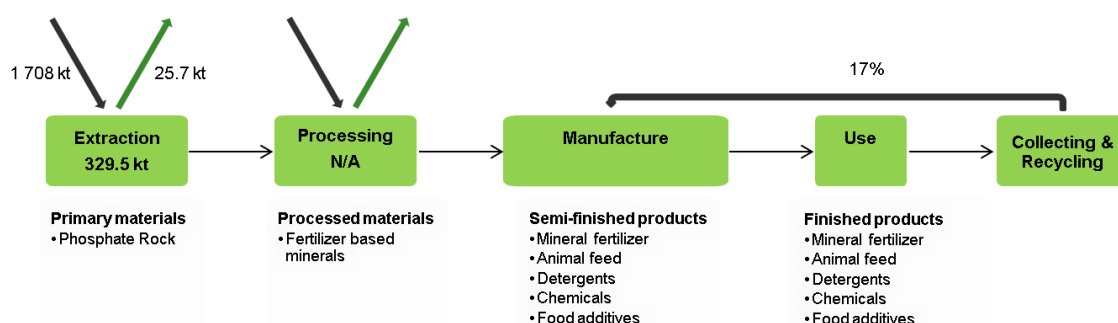 1 708 kt
25.7 kt
17%
Extraction
329.5 kt
Processing
N/A
Manufacture
Use
Collecting &
Recycling
Primary materials
• Phosphate Rock
Processed materials
• Fertilizer based
minerals
Semi-finished products
• Mineral fertilizer
• Animal feed
• Detergents
• Chemicals
• Food additives
Finished products
• Mineral fertilizer
• Animal feed
• Detergents
• Chemicals
• Food additives